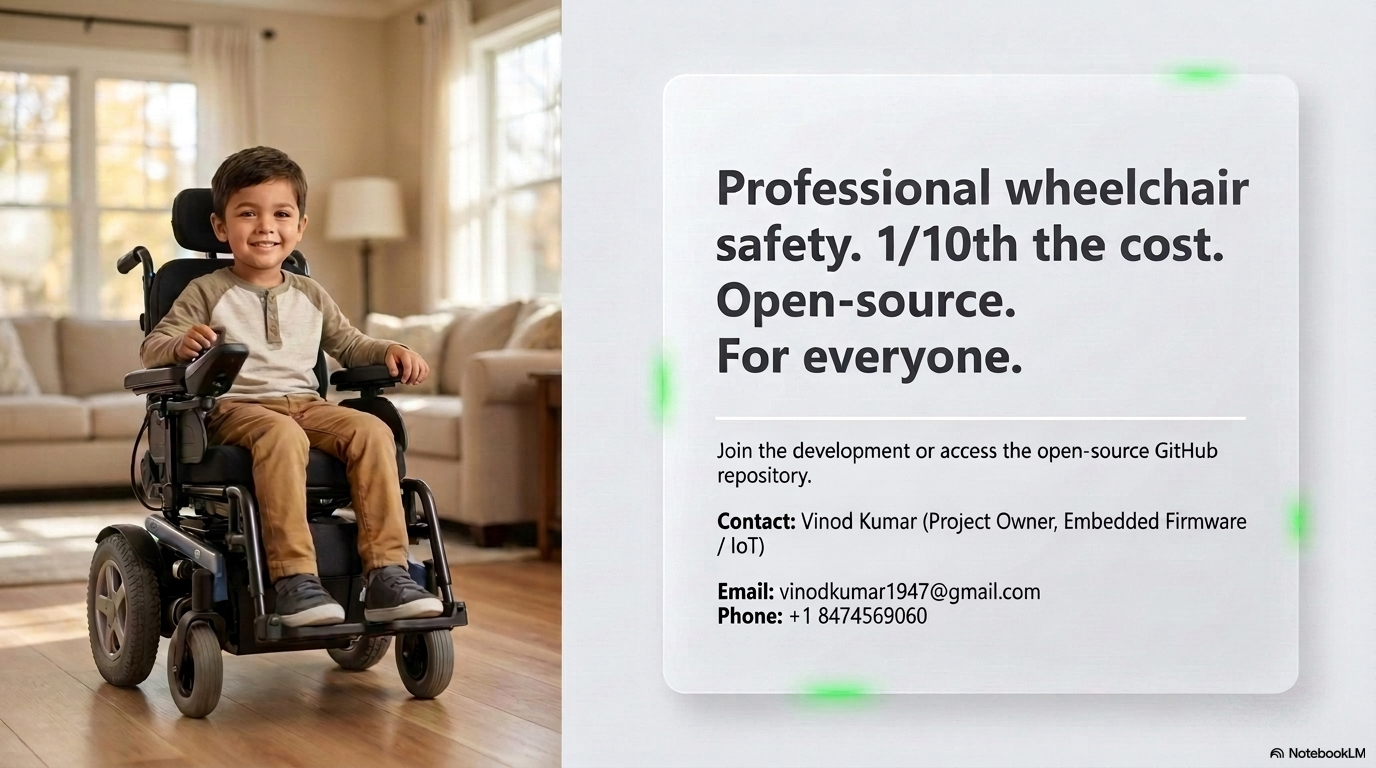 Professional wheelchair
safety. 1/10th the cost.
Open-source.
For everyone.
Join the development or access the open-source GitHub
repository.
Contact: Vinod Kumar (Project Owner, Embedded Firmware
/ IoT)
Email: vinodkumar1947@gmail.com
Phone: +1 8474569060
NotebookLM